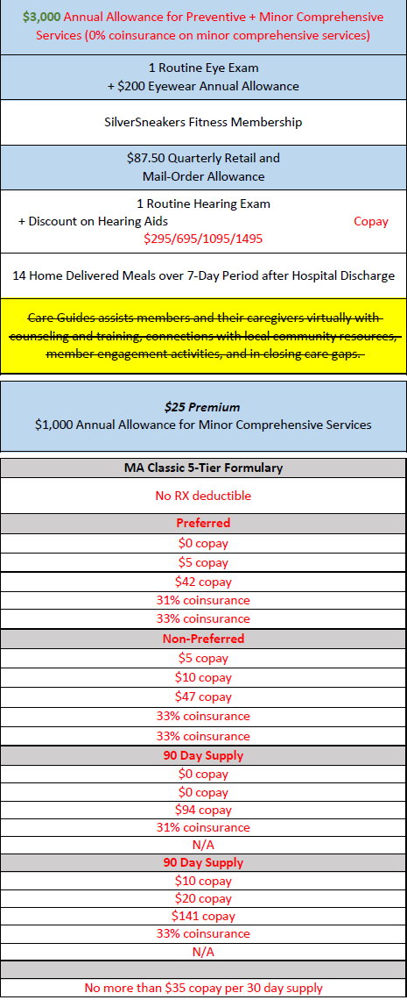 $3,000 Annual Allowance for Preventive + Minor Comprehensive
Services (0% coinsurance on minor comprehensive services)
1 Routine Eye Exam
+ $200 Eyewear Annual Allowance
SilverSneakers Fitness Membership
$87.50 Quarterly Retail and
Mail-Order Allowance
1 Routine Hearing Exam
+ Discount on Hearing Aids Copay
$295/695/1095/1495
14 Home Delivered Meals over 7-Day Period after Hospital Discharge
Care Guides assists members and their caregivers virtually with
counseling and training, connections with local community resources,
member engagement activities, and in closing care gaps.
$25 Premium
$1,000 Annual Allowance for Minor Comprehensive Services
MA Classic 5-Tier Formulary
No RX deductible
Preferred
$0 copay
$5 copay
$42 copay
31% coinsurance
33% coinsurance
Non-Preferred
$5 copay
$10 copay
$47 copay
33% coinsurance
33% coinsurance
90 Day Supply
$0 copay
$0 copay
$94 copay
31% coinsurance
N/A
90 Day Supply
$10 copay
$20 copay
$141 copay
33% coinsurance
N/A
No more than $35 copay per 30 day supply